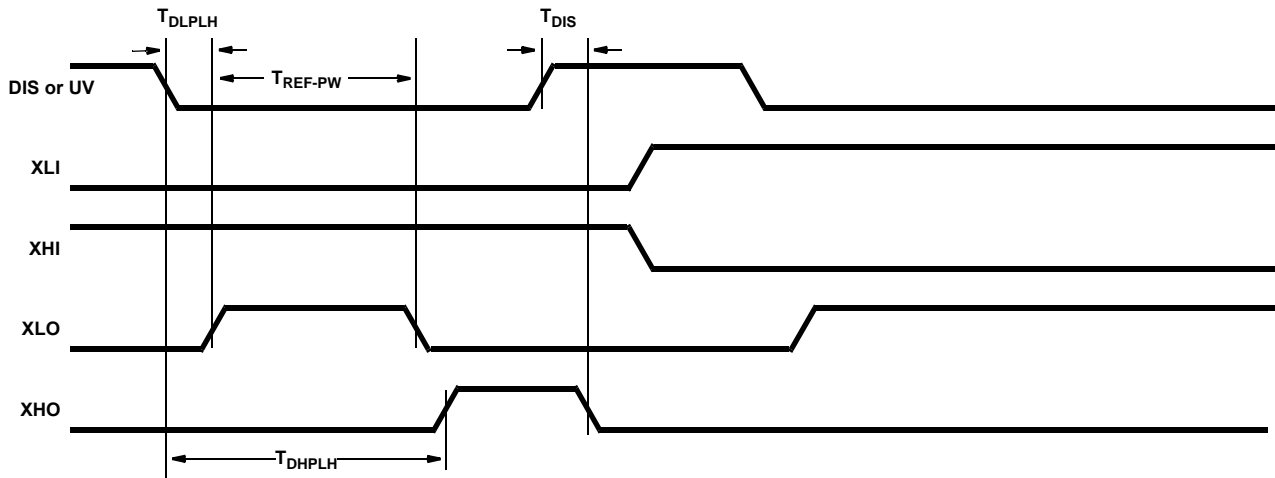 TDLPLH
TDIS
TREF-PW
DIS or UV
XLI
XHI
XLO
XHO
TDHPLH